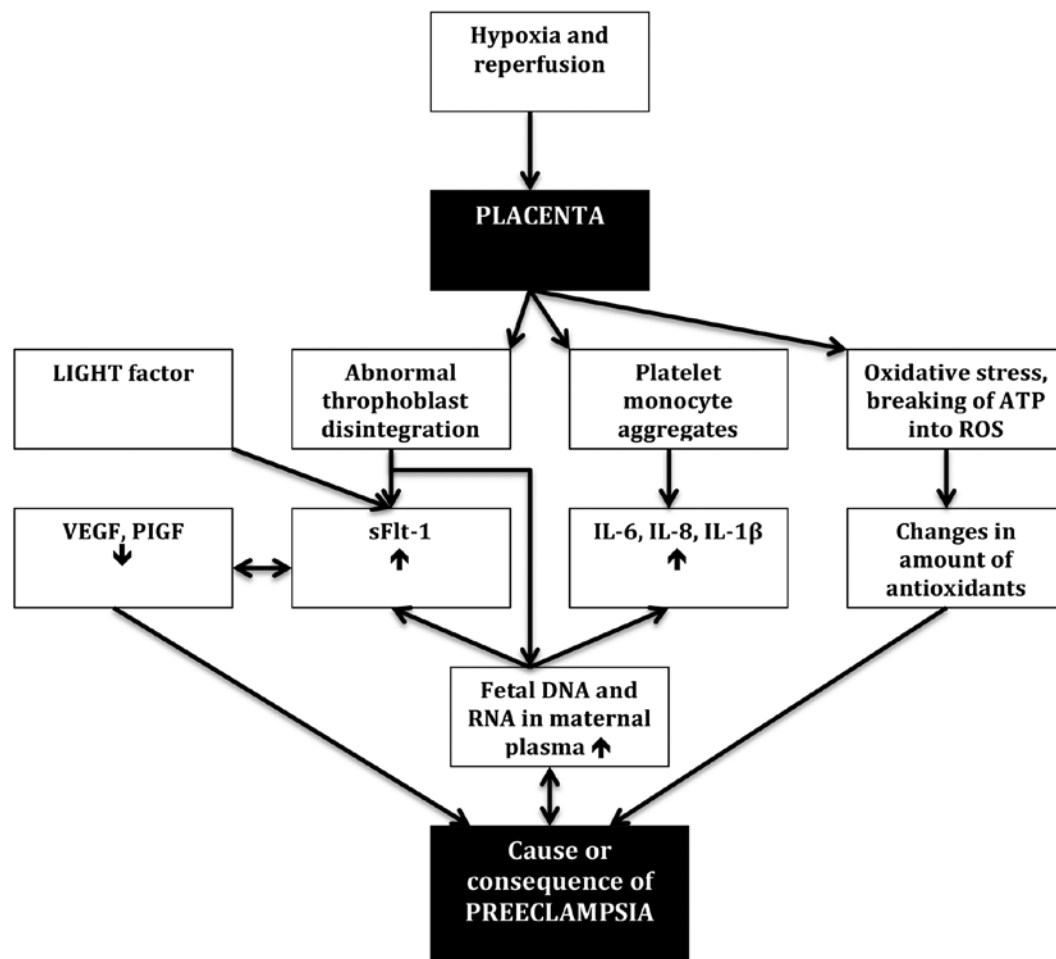 Hypoxia and
reperfusion
PLACENTA
LIGHT factor
Abnormal
throphoblast
disintegration
Platelet
monocyte
aggregates
Oxidative stress,
breaking of ATP
into ROS
VEGF, PIGF
↓
sFlt-1
↑
IL-6, IL-8, IL-1β
↑
Changes in
amount of
antioxidants
Fetal DNA and
RNA in maternal
plasma ↑
Cause or
consequence of
PREECLAMPSIA